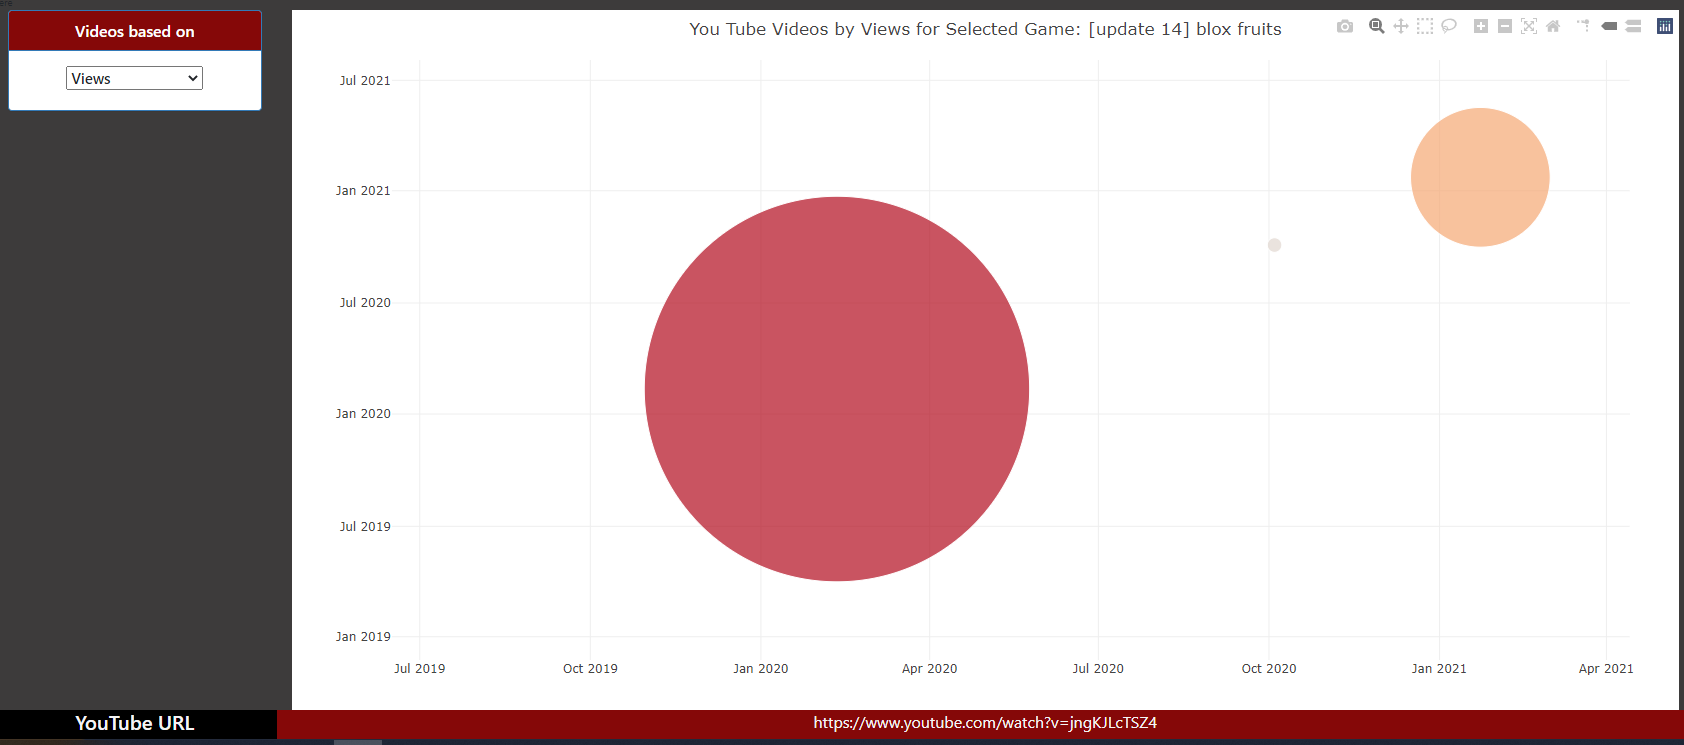 Videos based on
Views
You Tube Videos by Views for Selected Game: [update 14] blox fruits
Jul 2021
Jan 2021
Jul 2020
Jan 2020
Jul 2019
Jan 2019
Jul 2019
Oct 2019
Jan 2020
Apr 2020
Jul 2020
Oct 2020
Jan 2021
Apr 2021
YouTube URL
https://www.youtube.com/watch?v=jngKJLcTSZ4